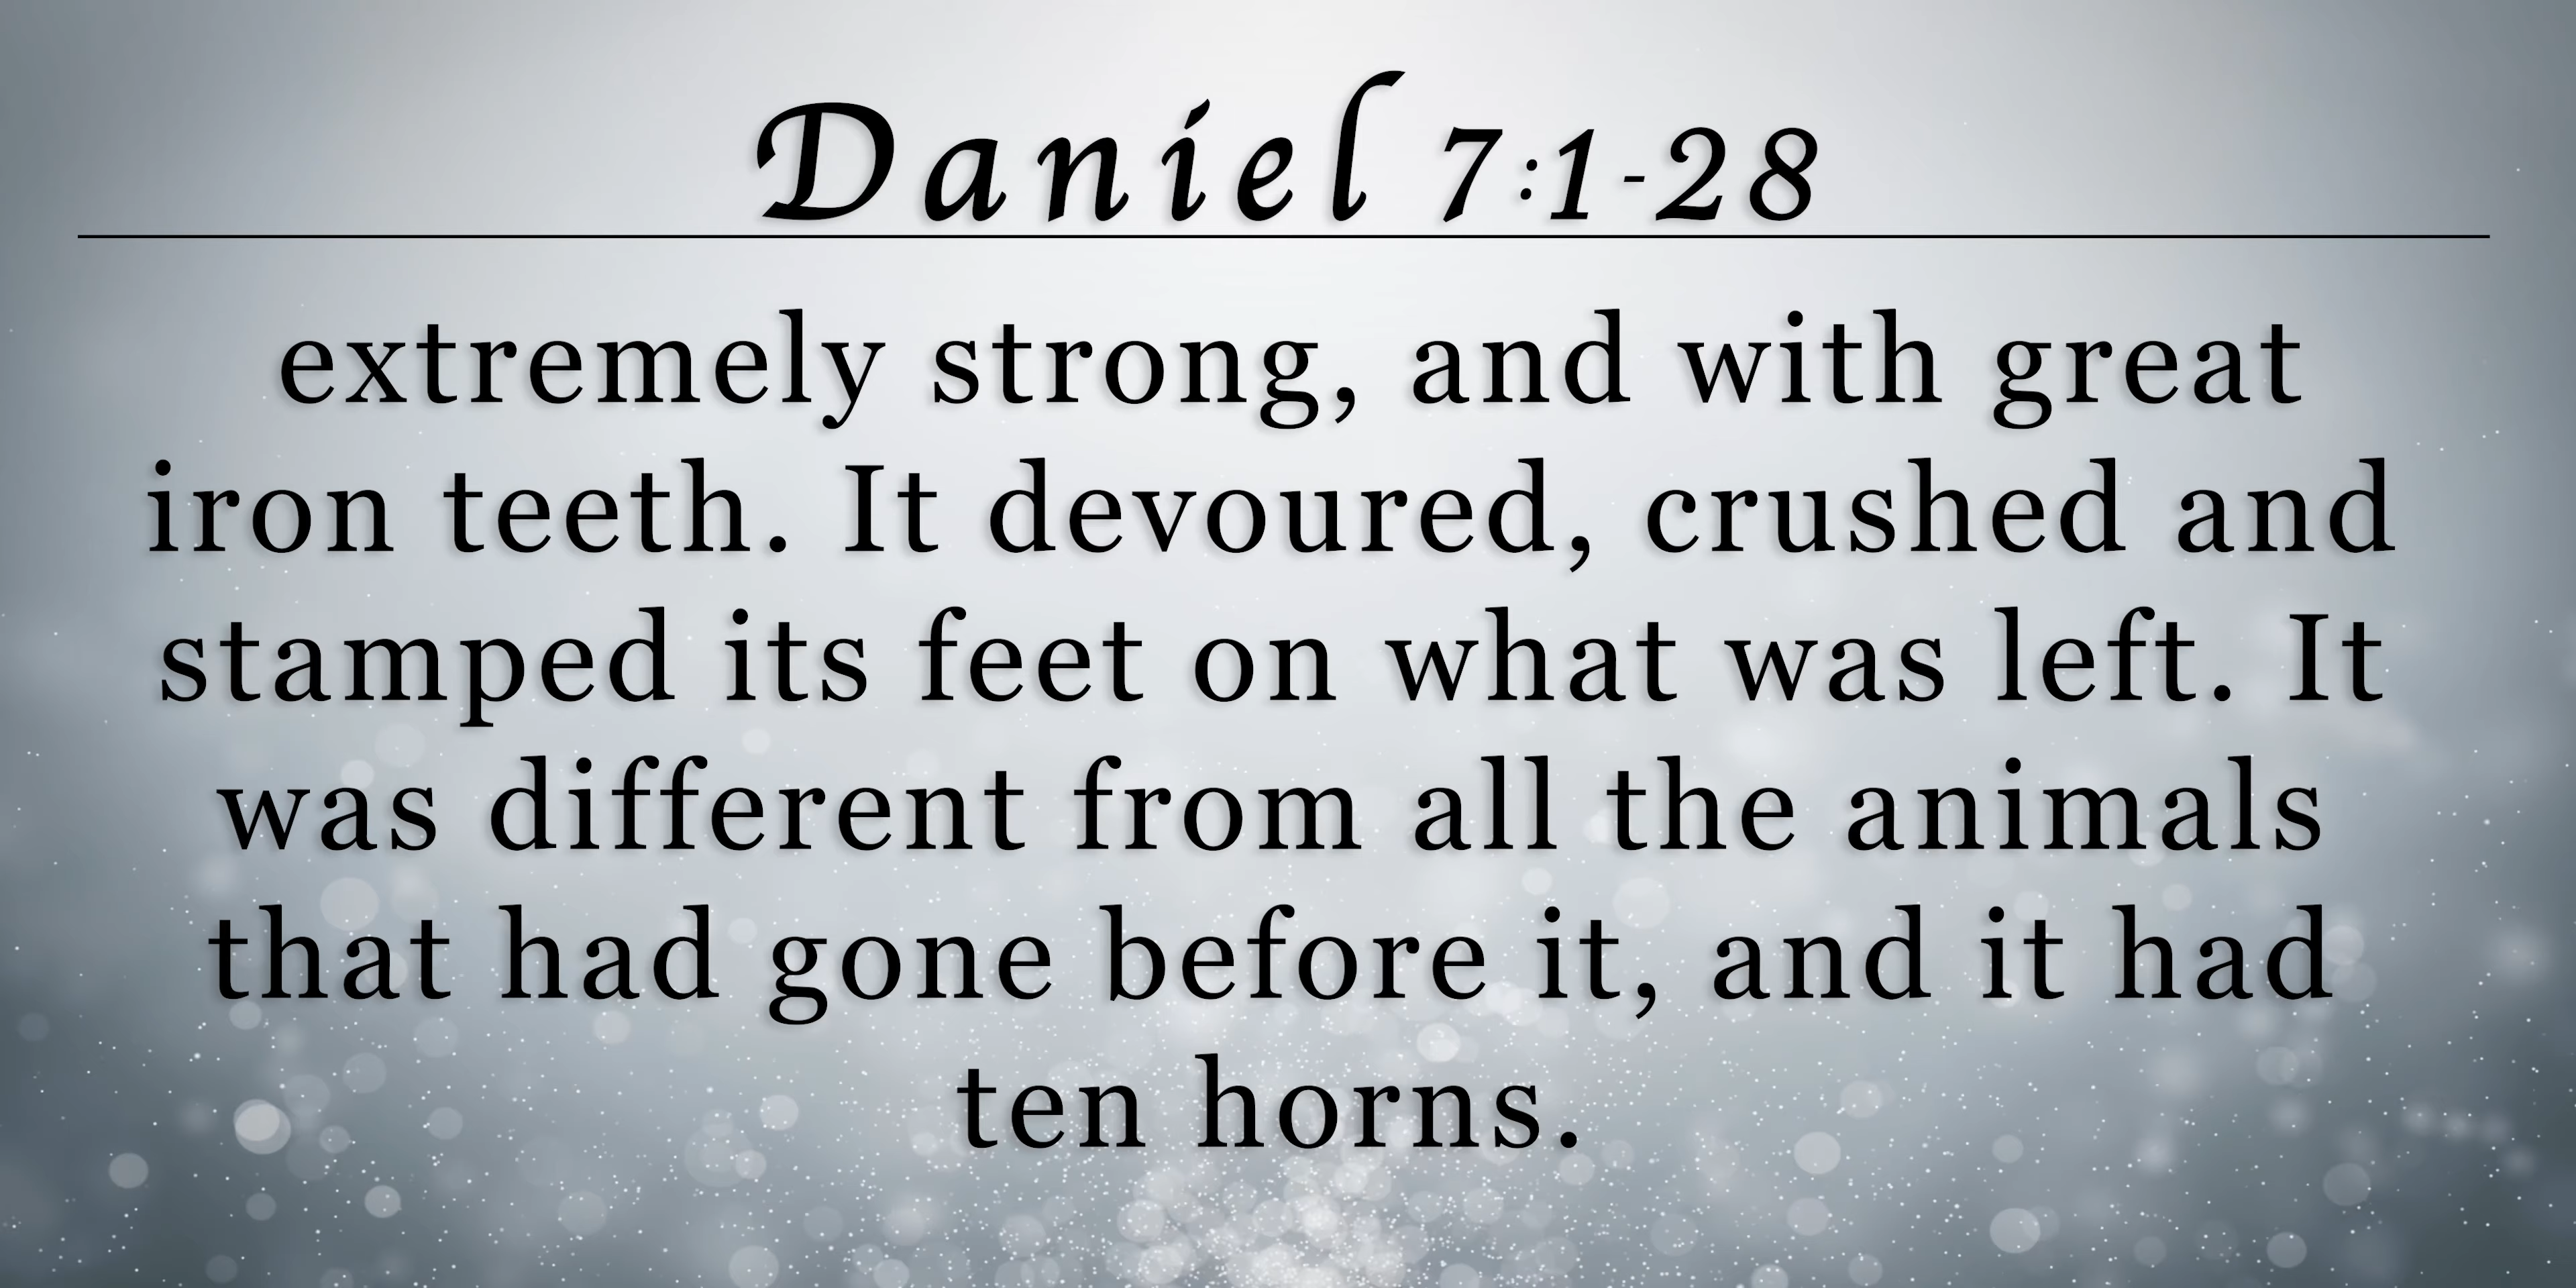 Daniel 7:1-28
extremely strong, and with great
iron teeth. It devoured, crushed and
stamped its feet on what was left. It
was different from all the animals
that had gone before it, and it had
ten horns.